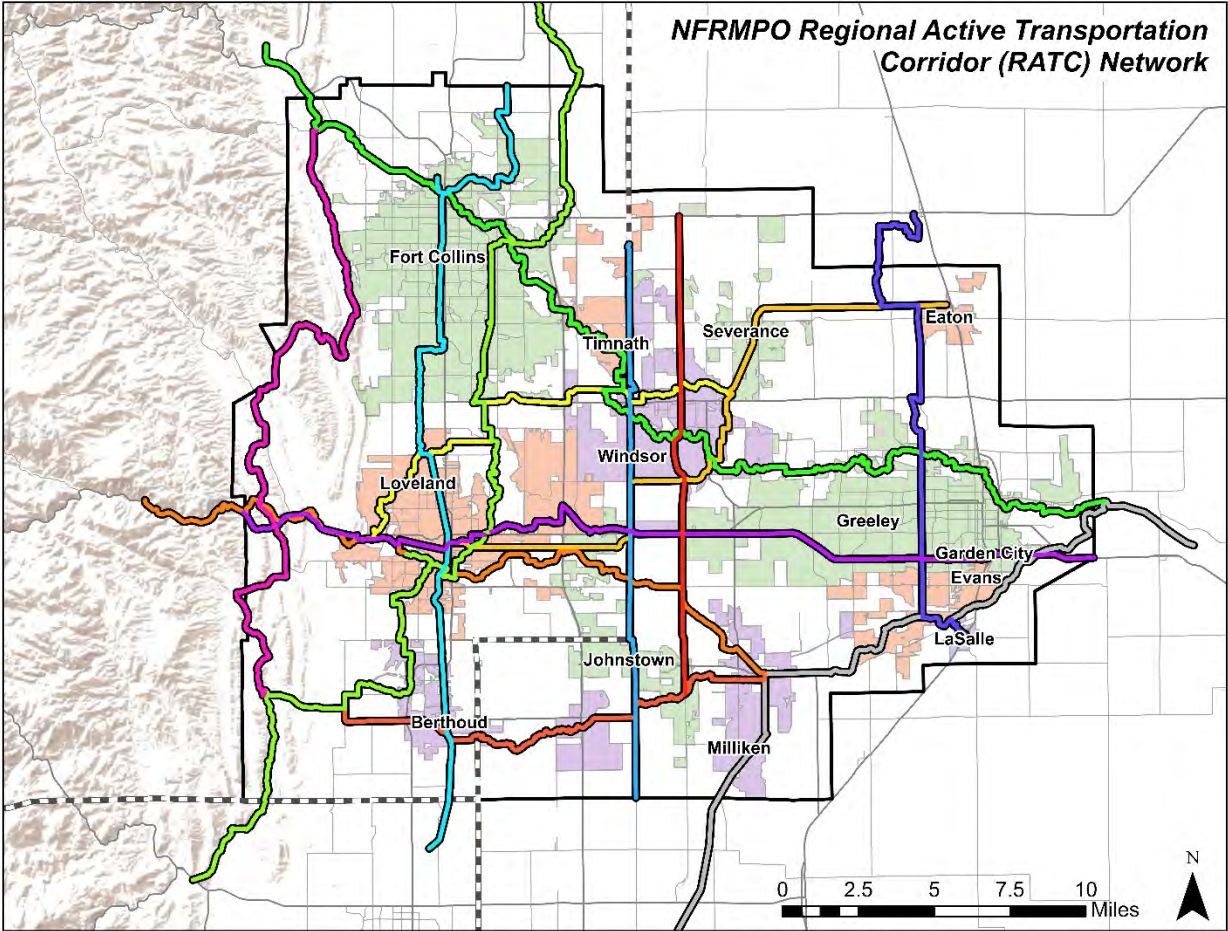 NFRMPO Regional Active Transportation
Corridor (RATC) Network
Fort Collins
Timnath
Severance
Eaton
Windsor
Loveland
Greeley
Garden City
Evans
LaSalle
Johnstown
Berthoud
Milliken
N
0 2.5 5 7.5 10
Miles